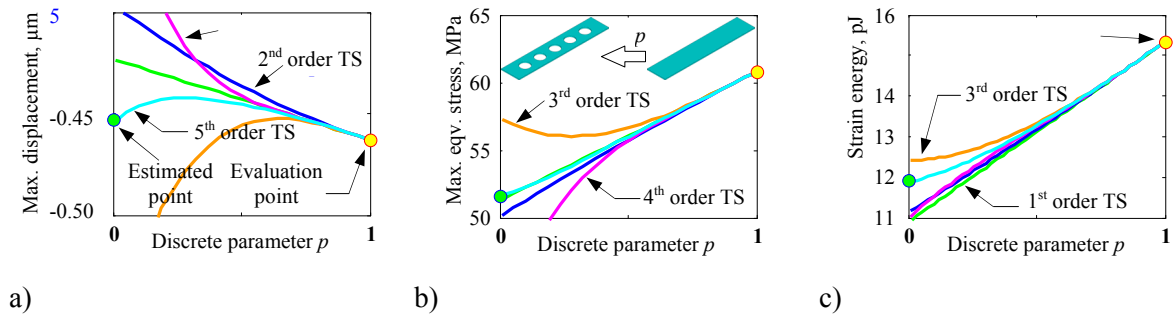 5
-0.45
-0.50
Max. displacement, μm
2nd order TS
5th order TS
Estimated point
Evaluation point
0
1
Discrete parameter p
a)
Max. eqv. stress, MPa
60
55
50
p
3rd order TS
4th order TS
0
1
Discrete parameter p
b)
Strain energy, pJ
16
15
14
13
12
11
3rd order TS
1st order TS
0
1
Discrete parameter p
c)